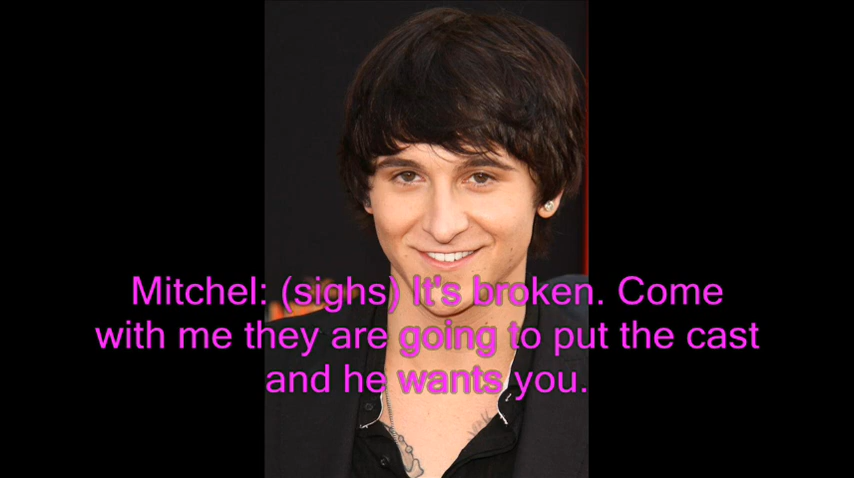 Mitchel: (sighs) It's broken. Come
with me they are going to put the cast
and he wants you.